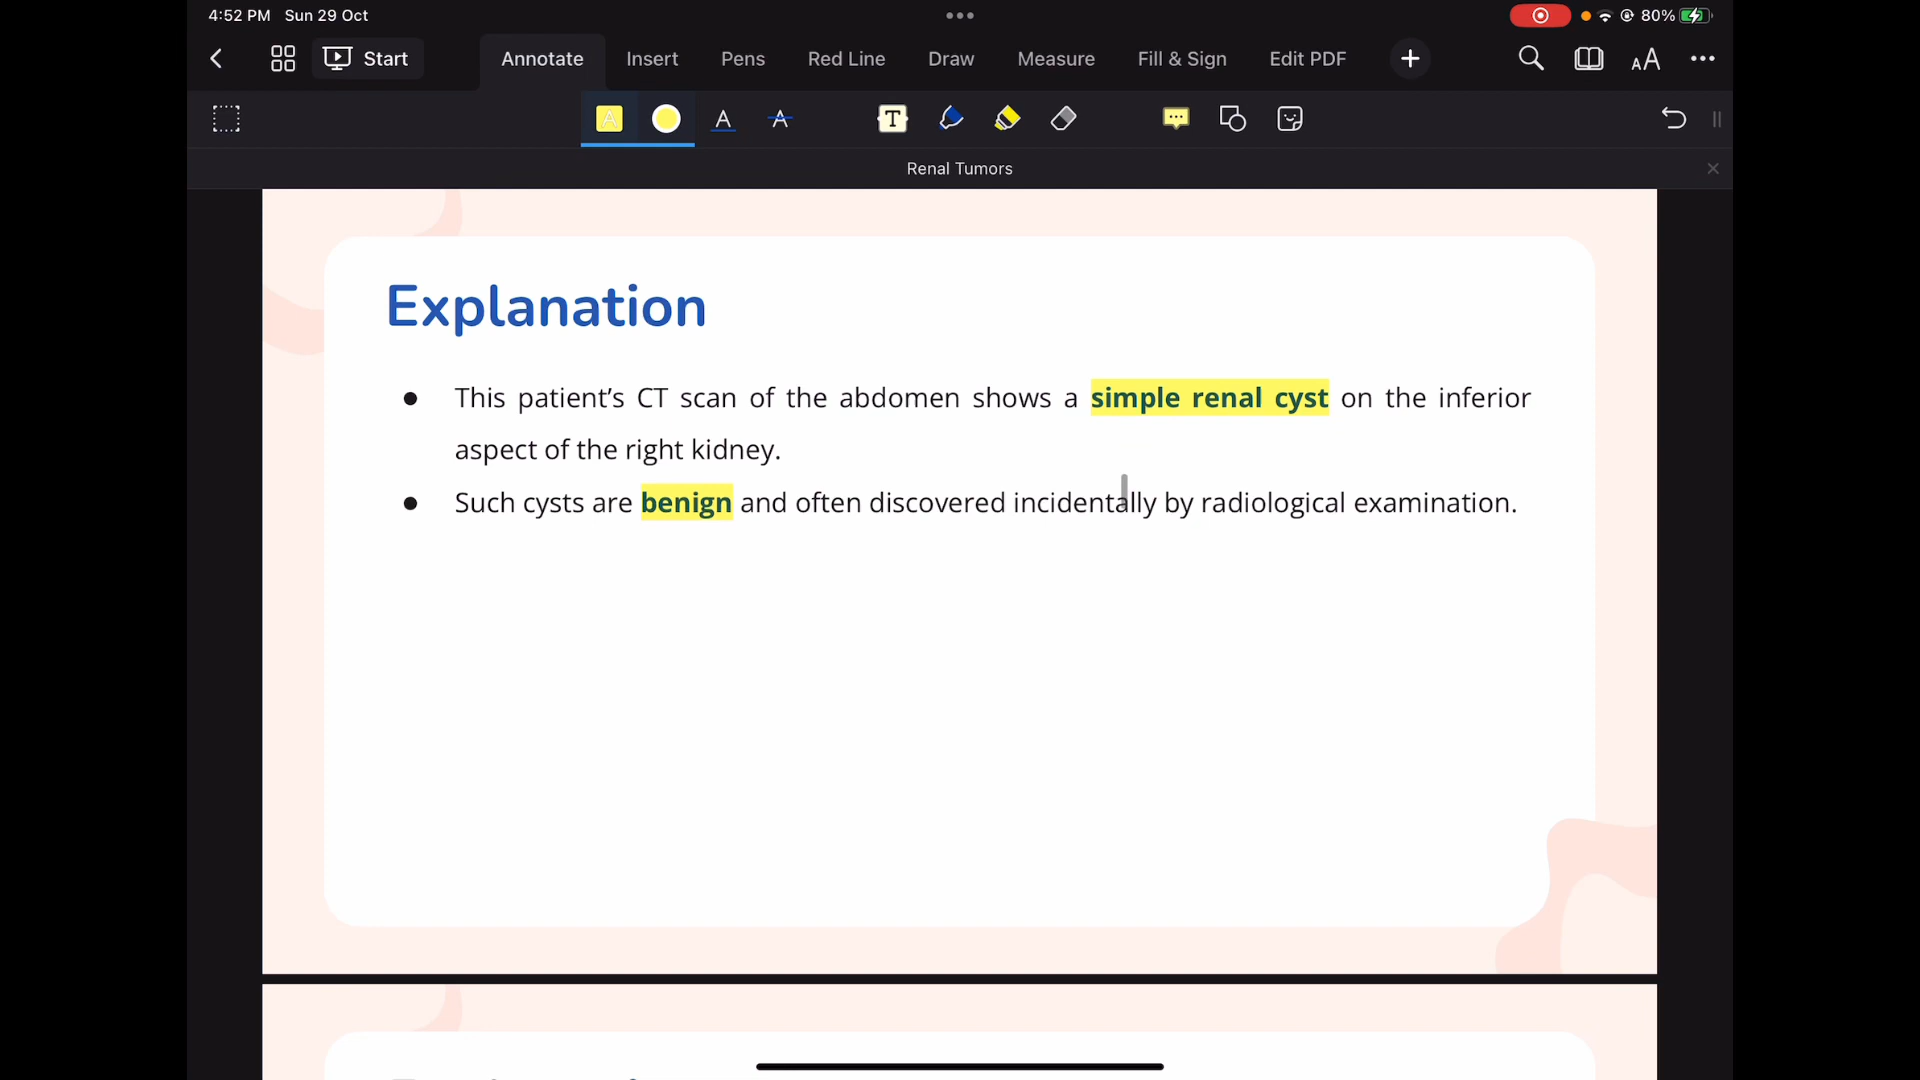 4:52 PM Sun 29 Oct
80%
Start
Annotate
Insert
Pens
Red Line
Draw
Measure
Fill & Sign
Edit PDF
Renal Tumors
Explanation
● This patient’s CT scan of the abdomen shows a simple renal cyst on the inferior
aspect of the right kidney.
● Such cysts are benign and often discovered incidentally by radiological examination.